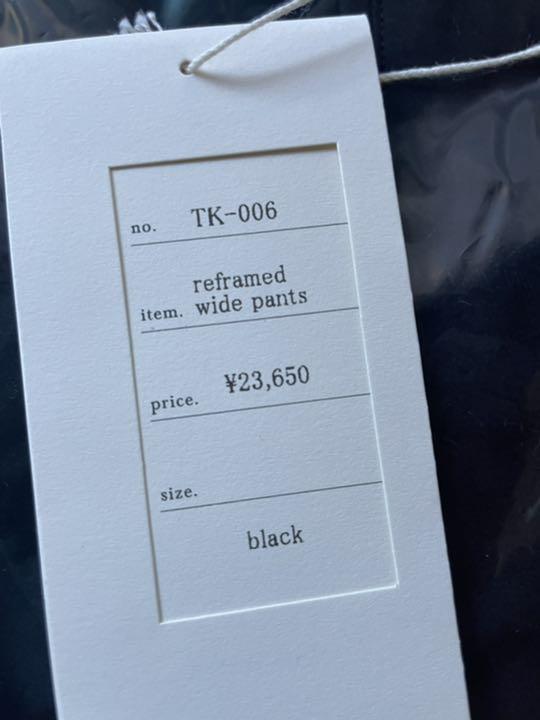 no. TK-006
reframed
item. wide pants
price. ¥23,650
size.
black